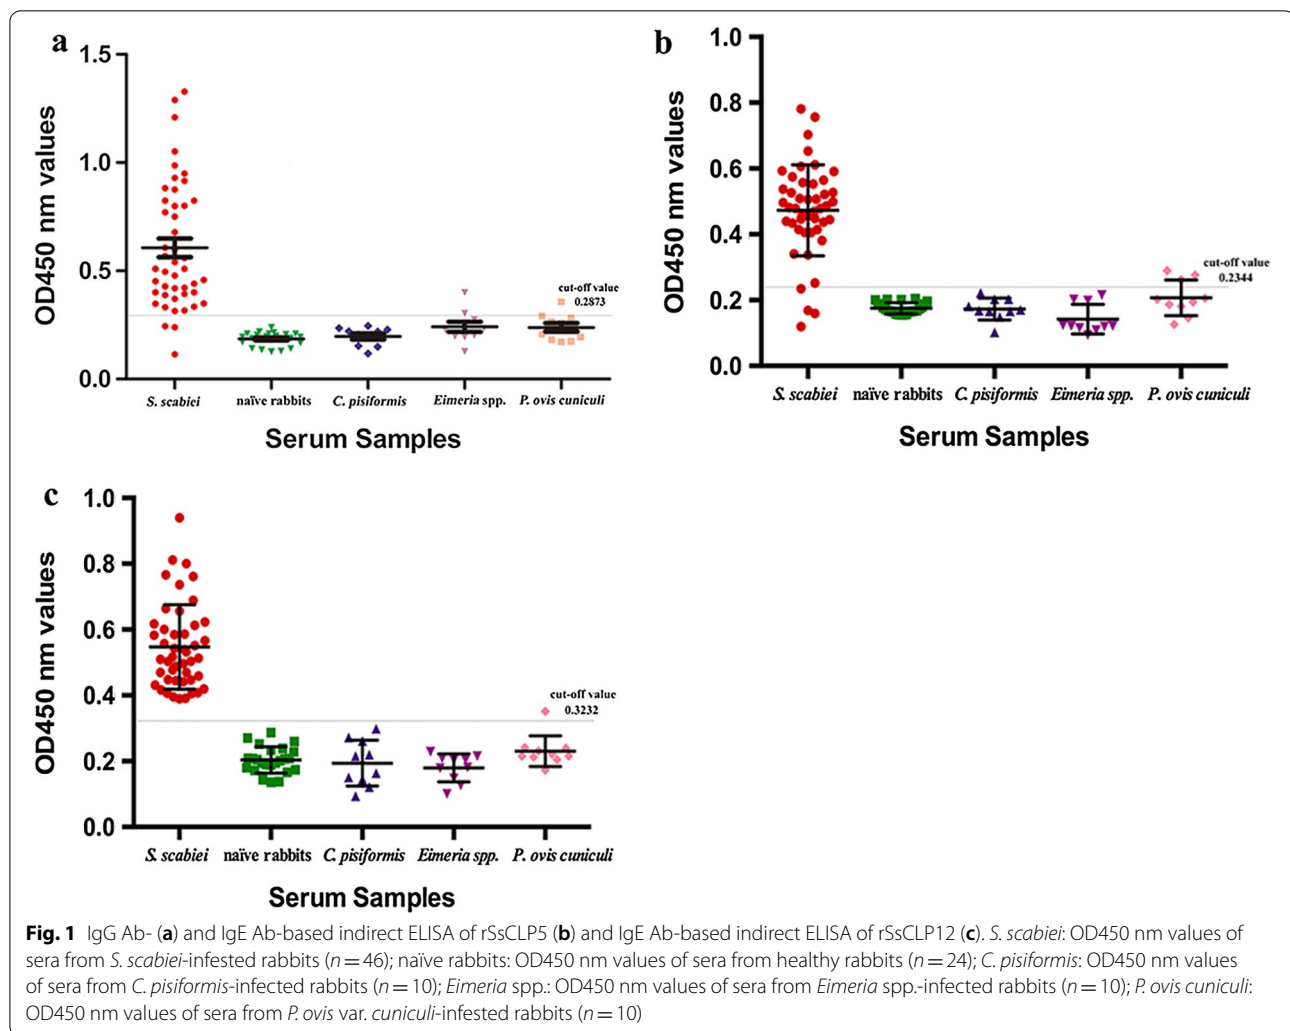 a
1.5
1.0
0.5
0.0
OD450 nm values
cut-off value
0.2873
S. scabiei naïve rabbits C. pisiformis Eimeria spp. P. ovis cuniculi
Serum Samples
b
1.0
0.8
0.6
0.4
0.2
0.0
OD450 nm values
cut-off value
0.2344
S. scabiei naïve rabbits C. pisiformis Eimeria spp. P. ovis cuniculi
Serum Samples
c
1.0
0.8
0.6
0.4
0.2
0.0
OD450 nm values
cut-off value
0.3232
S. scabiei naïve rabbits C. pisiformis Eimeria spp. P. ovis cuniculi
Serum Samples
Fig. 1 IgG Ab- (a) and IgE Ab-based indirect ELISA of rSsCLP5 (b) and IgE Ab-based indirect ELISA of rSsCLP12 (c). S. scabiei: OD450 nm values of
sera from S. scabiei-infested rabbits (n = 46); naïve rabbits: OD450 nm values of sera from healthy rabbits (n = 24); C. pisiformis: OD450 nm values
of sera from C. pisiformis-infected rabbits (n = 10); Eimeria spp.: OD450 nm values of sera from Eimeria spp.-infected rabbits (n = 10); P. ovis cuniculi:
OD450 nm values of sera from P. ovis var. cuniculi-infested rabbits (n = 10)